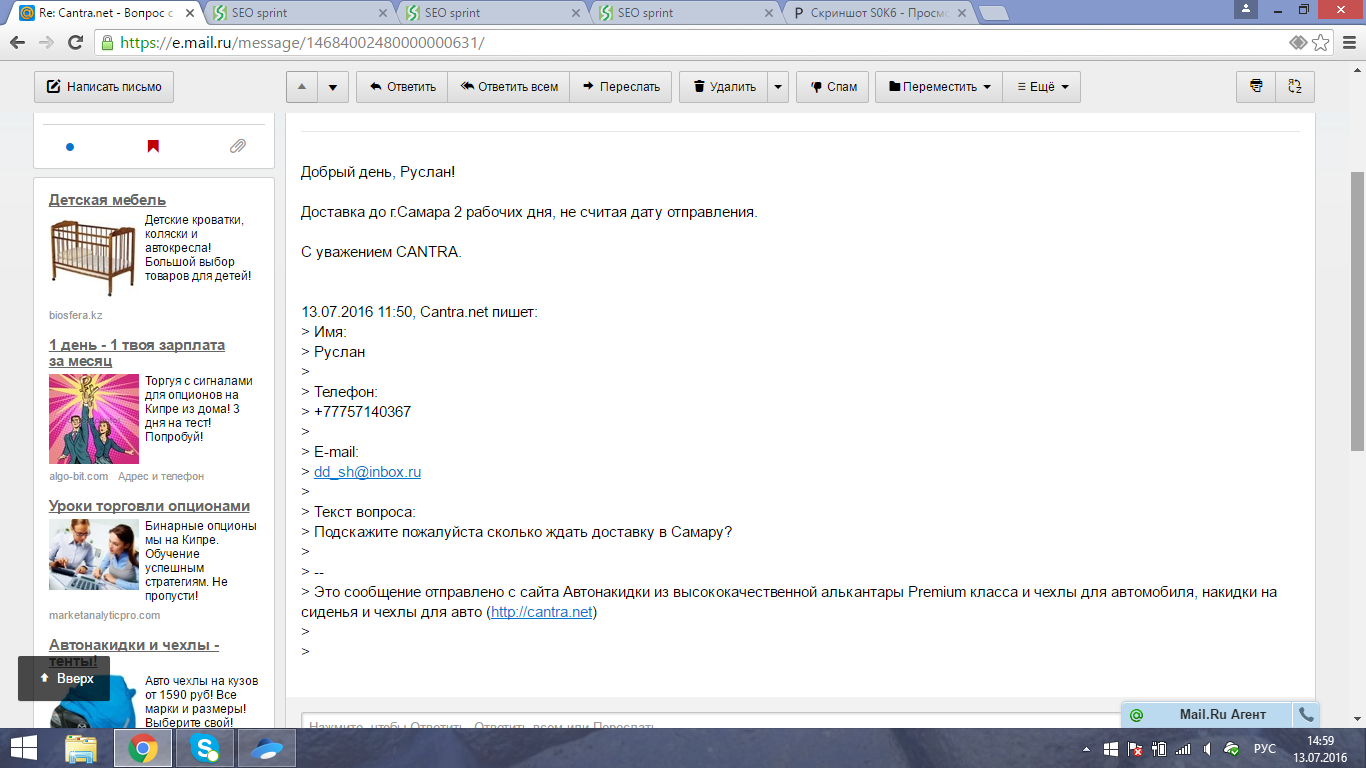 Re: Cantra.net - Вопрос с
SEO sprint
SEO sprint
SEO sprint
Скриншот S0K6 - Просмо
https://e.mail.ru/message/14684002480000000631/
Написать письмо
Ответить
Ответить всем
Переслать
Удалить
Спам
Переместить
Ещё
Детская мебель
Детские кроватки,
коляски и
автокресла!
Большой выбор
товаров для детей!
biosfera.kz
1 день - 1 твоя зарплата
за месяц
Торгуя с сигналами
для опционов на
Кипре из дома! 3
дня на тест!
Попробуй!
algo-bit.com Адрес и телефон
Уроки торговли опционами
Бинарные опционы
мы на Кипре.
Обучение
успешным
стратегиям. Не
пропусти!
marketanalyticpro.com
Автонакидки и чехлы -
тенты!
Авто чехлы на кузов
от 1590 руб! Все
марки и размеры!
Выберите свой!
Вверх
Добрый день, Руслан!
Доставка до г.Самара 2 рабочих дня, не считая дату отправления.
С уважением CANTRA.
13.07.2016 11:50, Cantra.net пишет:
> Имя:
> Руслан
>
> Телефон:
> +77757140367
>
> E-mail:
> dd_sh@inbox.ru
>
> Текст вопроса:
> Подскажите пожалуйста сколько ждать доставку в Самару?
>
> --
> Это сообщение отправлено с сайта Автонакидки из высококачественной алькантары Premium класса и чехлы для автомобиля, накидки на
сиденья и чехлы для авто (http://cantra.net)
>
>
Нажмите, чтобы Ответить, Ответить всем или Переслать
Mail.Ru Агент
РУС
14:59
13.07.2016